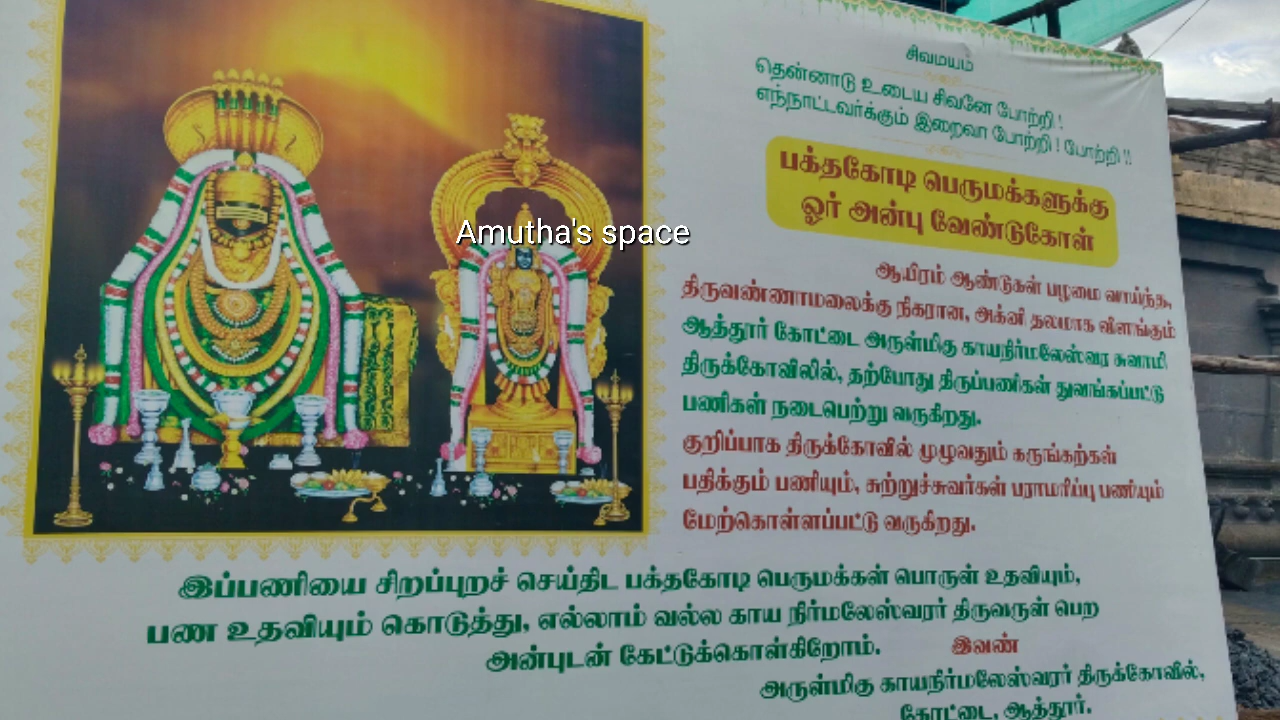 சிவமயம்
தென்னாடு உடைய சிவனே போற்றி !
எந்நாட்டவர்க்கும் இறைவா போற்றி ! போற்றி !!
பக்தகோடி பெருமக்களுக்கு
ஓர் அன்பு வேண்டுகோள்
Amutha's space
ஆயிரம் ஆண்டுகள் பழமை வாய்ந்த,
திருவண்ணாமலைக்கு நிகரான, அக்னி தலமாக விளங்கும்
ஆத்தூர் கோட்டை அருள்மிகு காயநிர்மலேஸ்வர சுவாமி
திருக்கோவிலில், தற்போது திருப்பணிகள் துவங்கப்பட்டு
பணிகள் நடைபெற்று வருகிறது.
குறிப்பாக திருக்கோவில் முழுவதும் கருங்கற்கள்
பதிக்கும் பணியும், சுற்றுச்சுவர்கள் பராமரிப்பு பணியும்
மேற்கொள்ளப்பட்டு வருகிறது.
இப்பணியை சிறப்புறச் செய்திட பக்தகோடி பெருமக்கள் பொருள் உதவியும்,
பண உதவியும் கொடுத்து, எல்லாம் வல்ல காய நிர்மலேஸ்வரர் திருவருள் பெற
அன்புடன் கேட்டுக்கொள்கிறோம்.
இவண்
அருள்மிகு காயநிர்மலேஸ்வரர் திருக்கோவில்,
கோட்டை, ஆத்தூர்.